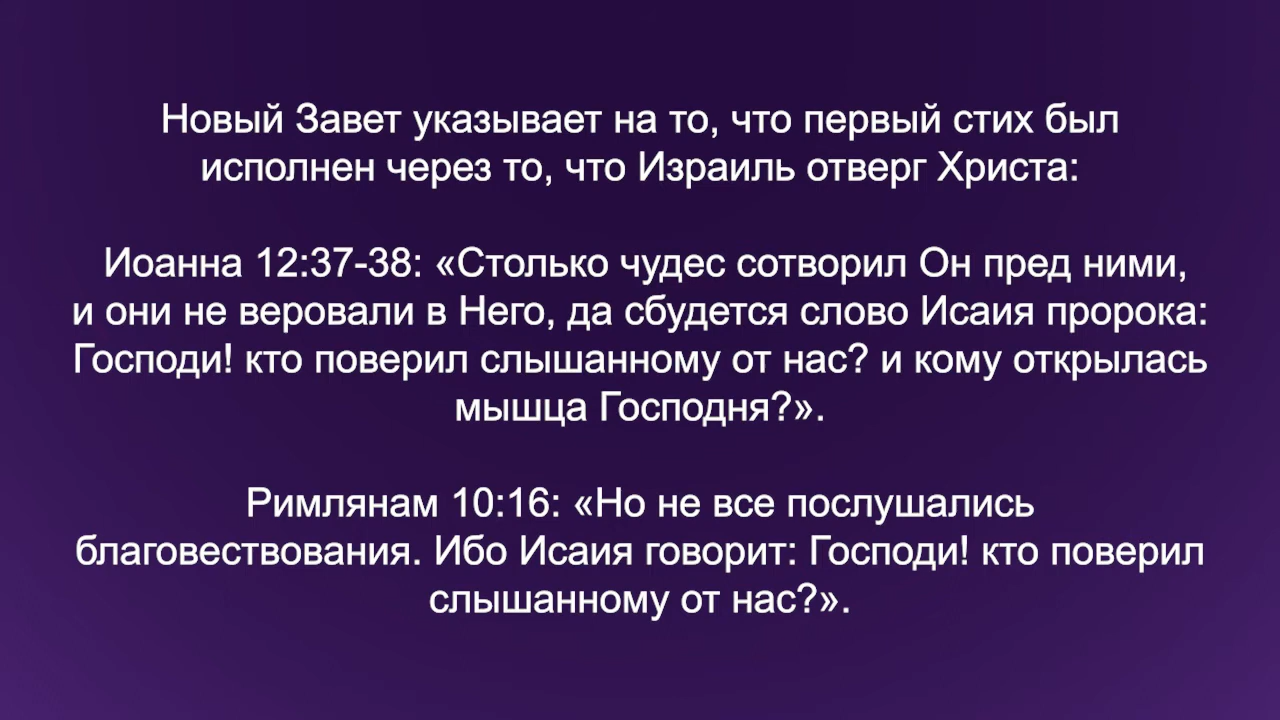 Новый Завет указывает на то, что первый стих был
исполнен через то, что Израиль отверг Христа:
Иоанна 12:37-38: «Столько чудес сотворил Он пред ними,
и они не веровали в Него, да сбудется слово Исаия пророка:
Господи! кто поверил слышанному от нас? и кому открылась
мышца Господня?».
Римлянам 10:16: «Но не все послушались
благовествования. Ибо Исаия говорит: Господи! кто поверил
слышанному от нас?».